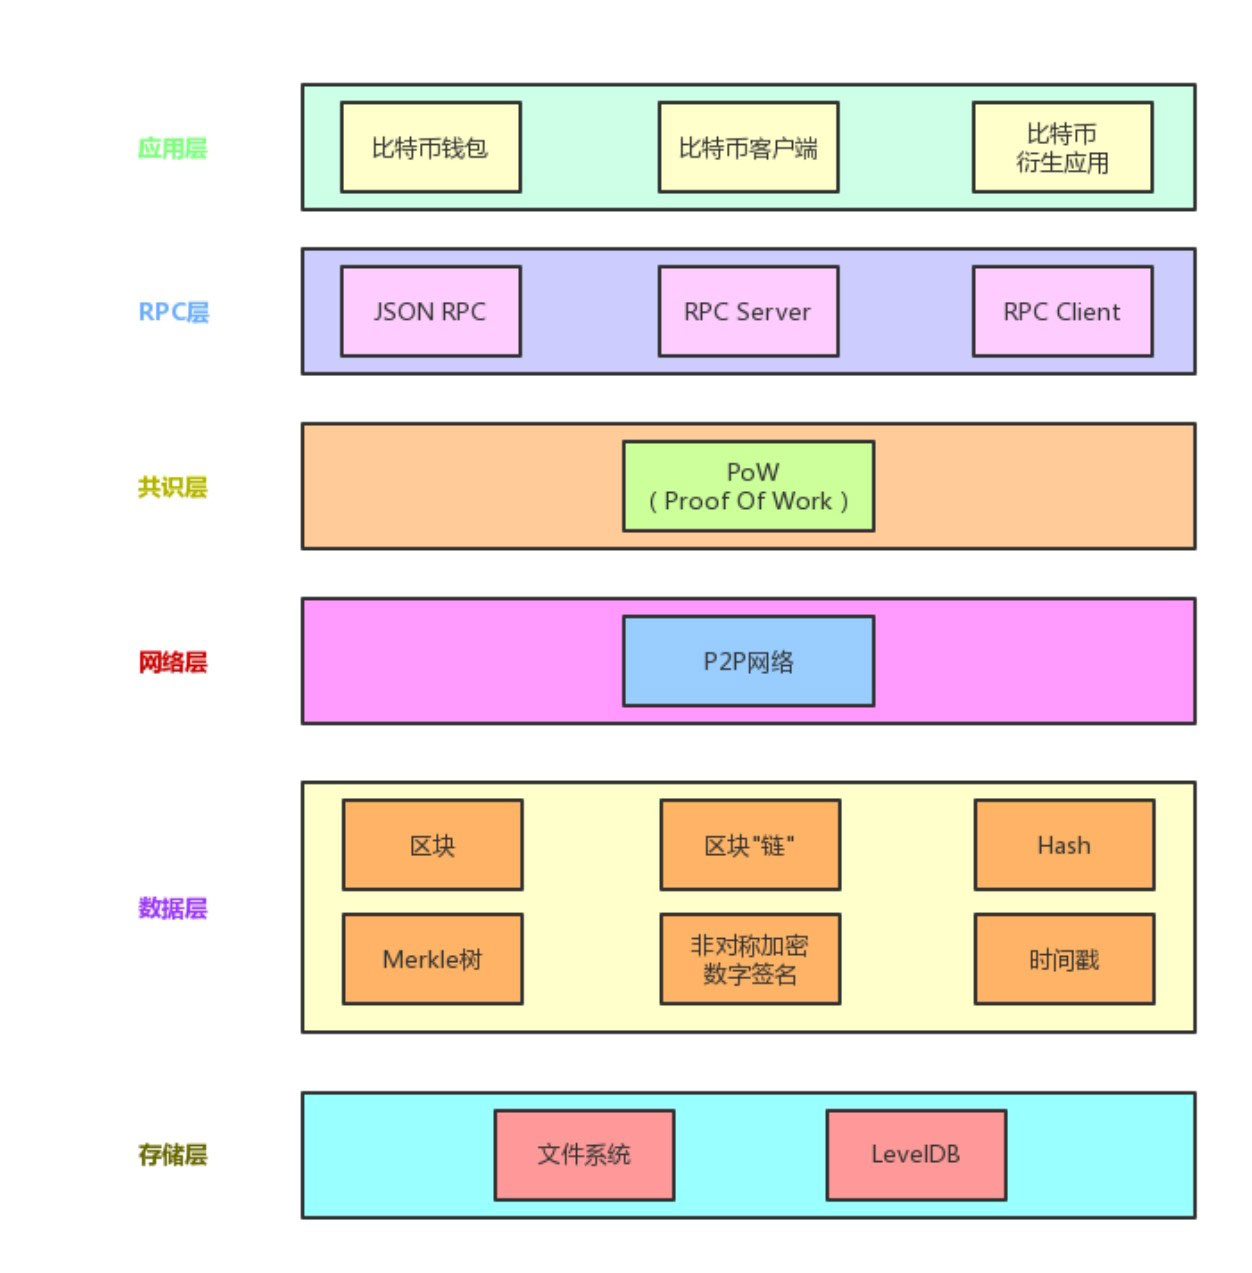 应用层
比特币钱包
比特币客户端
比特币
衍生应用
RPC层
JSON RPC
RPC Server
RPC Client
共识层
PoW
( Proof Of Work )
网络层
P2P网络
数据层
区块
区块"链"
Hash
Merkle树
非对称加密
数字签名
时间戳
存储层
文件系统
LevelDB